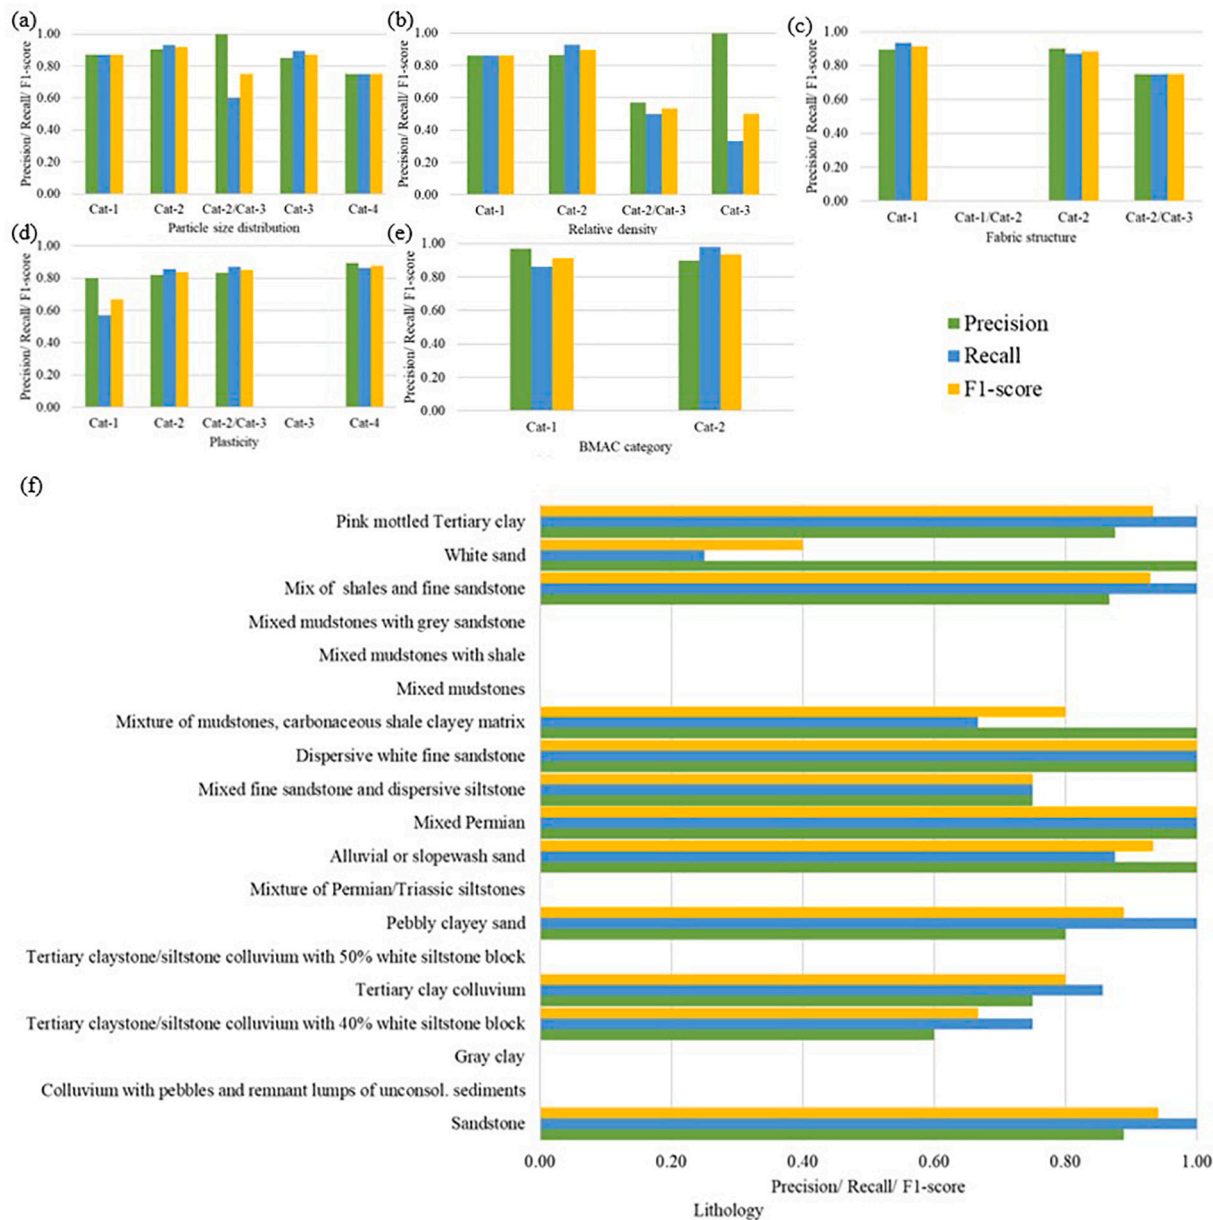 (a)
Precision/ Recall/ F1-score
1.00
0.80
0.60
0.40
0.20
0.00
Cat-1 Cat-2 Cat-2/Cat-3 Cat-3 Cat-4
Particle size distribution
(b)
Precision/ Recall/ F1-score
1.00
0.80
0.60
0.40
0.20
0.00
Cat-1 Cat-2 Cat-2/Cat-3 Cat-3
Relative density
(c)
Precision/ Recall/ F1-score
1.00
0.80
0.60
0.40
0.20
0.00
Cat-1 Cat-1/Cat-2 Cat-2 Cat-2/Cat-3
Fabric structure
(d)
Precision/ Recall/ F1-score
1.00
0.80
0.60
0.40
0.20
0.00
Cat-1 Cat-2 Cat-2/Cat-3 Cat-3 Cat-4
Plasticity
(e)
Precision/ Recall/ F1-score
1.00
0.80
0.60
0.40
0.20
0.00
Cat-1 Cat-2
BMAC category
Precision
Recall
F1-score
(f)
Pink mottled Tertiary clay
White sand
Mix of shales and fine sandstone
Mixed mudstones with grey sandstone
Mixed mudstones with shale
Mixed mudstones
Mixture of mudstones, carbonaceous shale clayey matrix
Dispersive white fine sandstone
Mixed fine sandstone and dispersive siltstone
Mixed Permian
Alluvial or slopewash sand
Mixture of Permian/Triassic siltstones
Pebbly clayey sand
Tertiary claystone/siltstone colluvium with 50% white siltstone block
Tertiary clay colluvium
Tertiary claystone/siltstone colluvium with 40% white siltstone block
Gray clay
Colluvium with pebbles and remnant lumps of unconsol. sediments
Sandstone
0.00 0.20 0.40 0.60 0.80 1.00
Precision/ Recall/ F1-score
Lithology